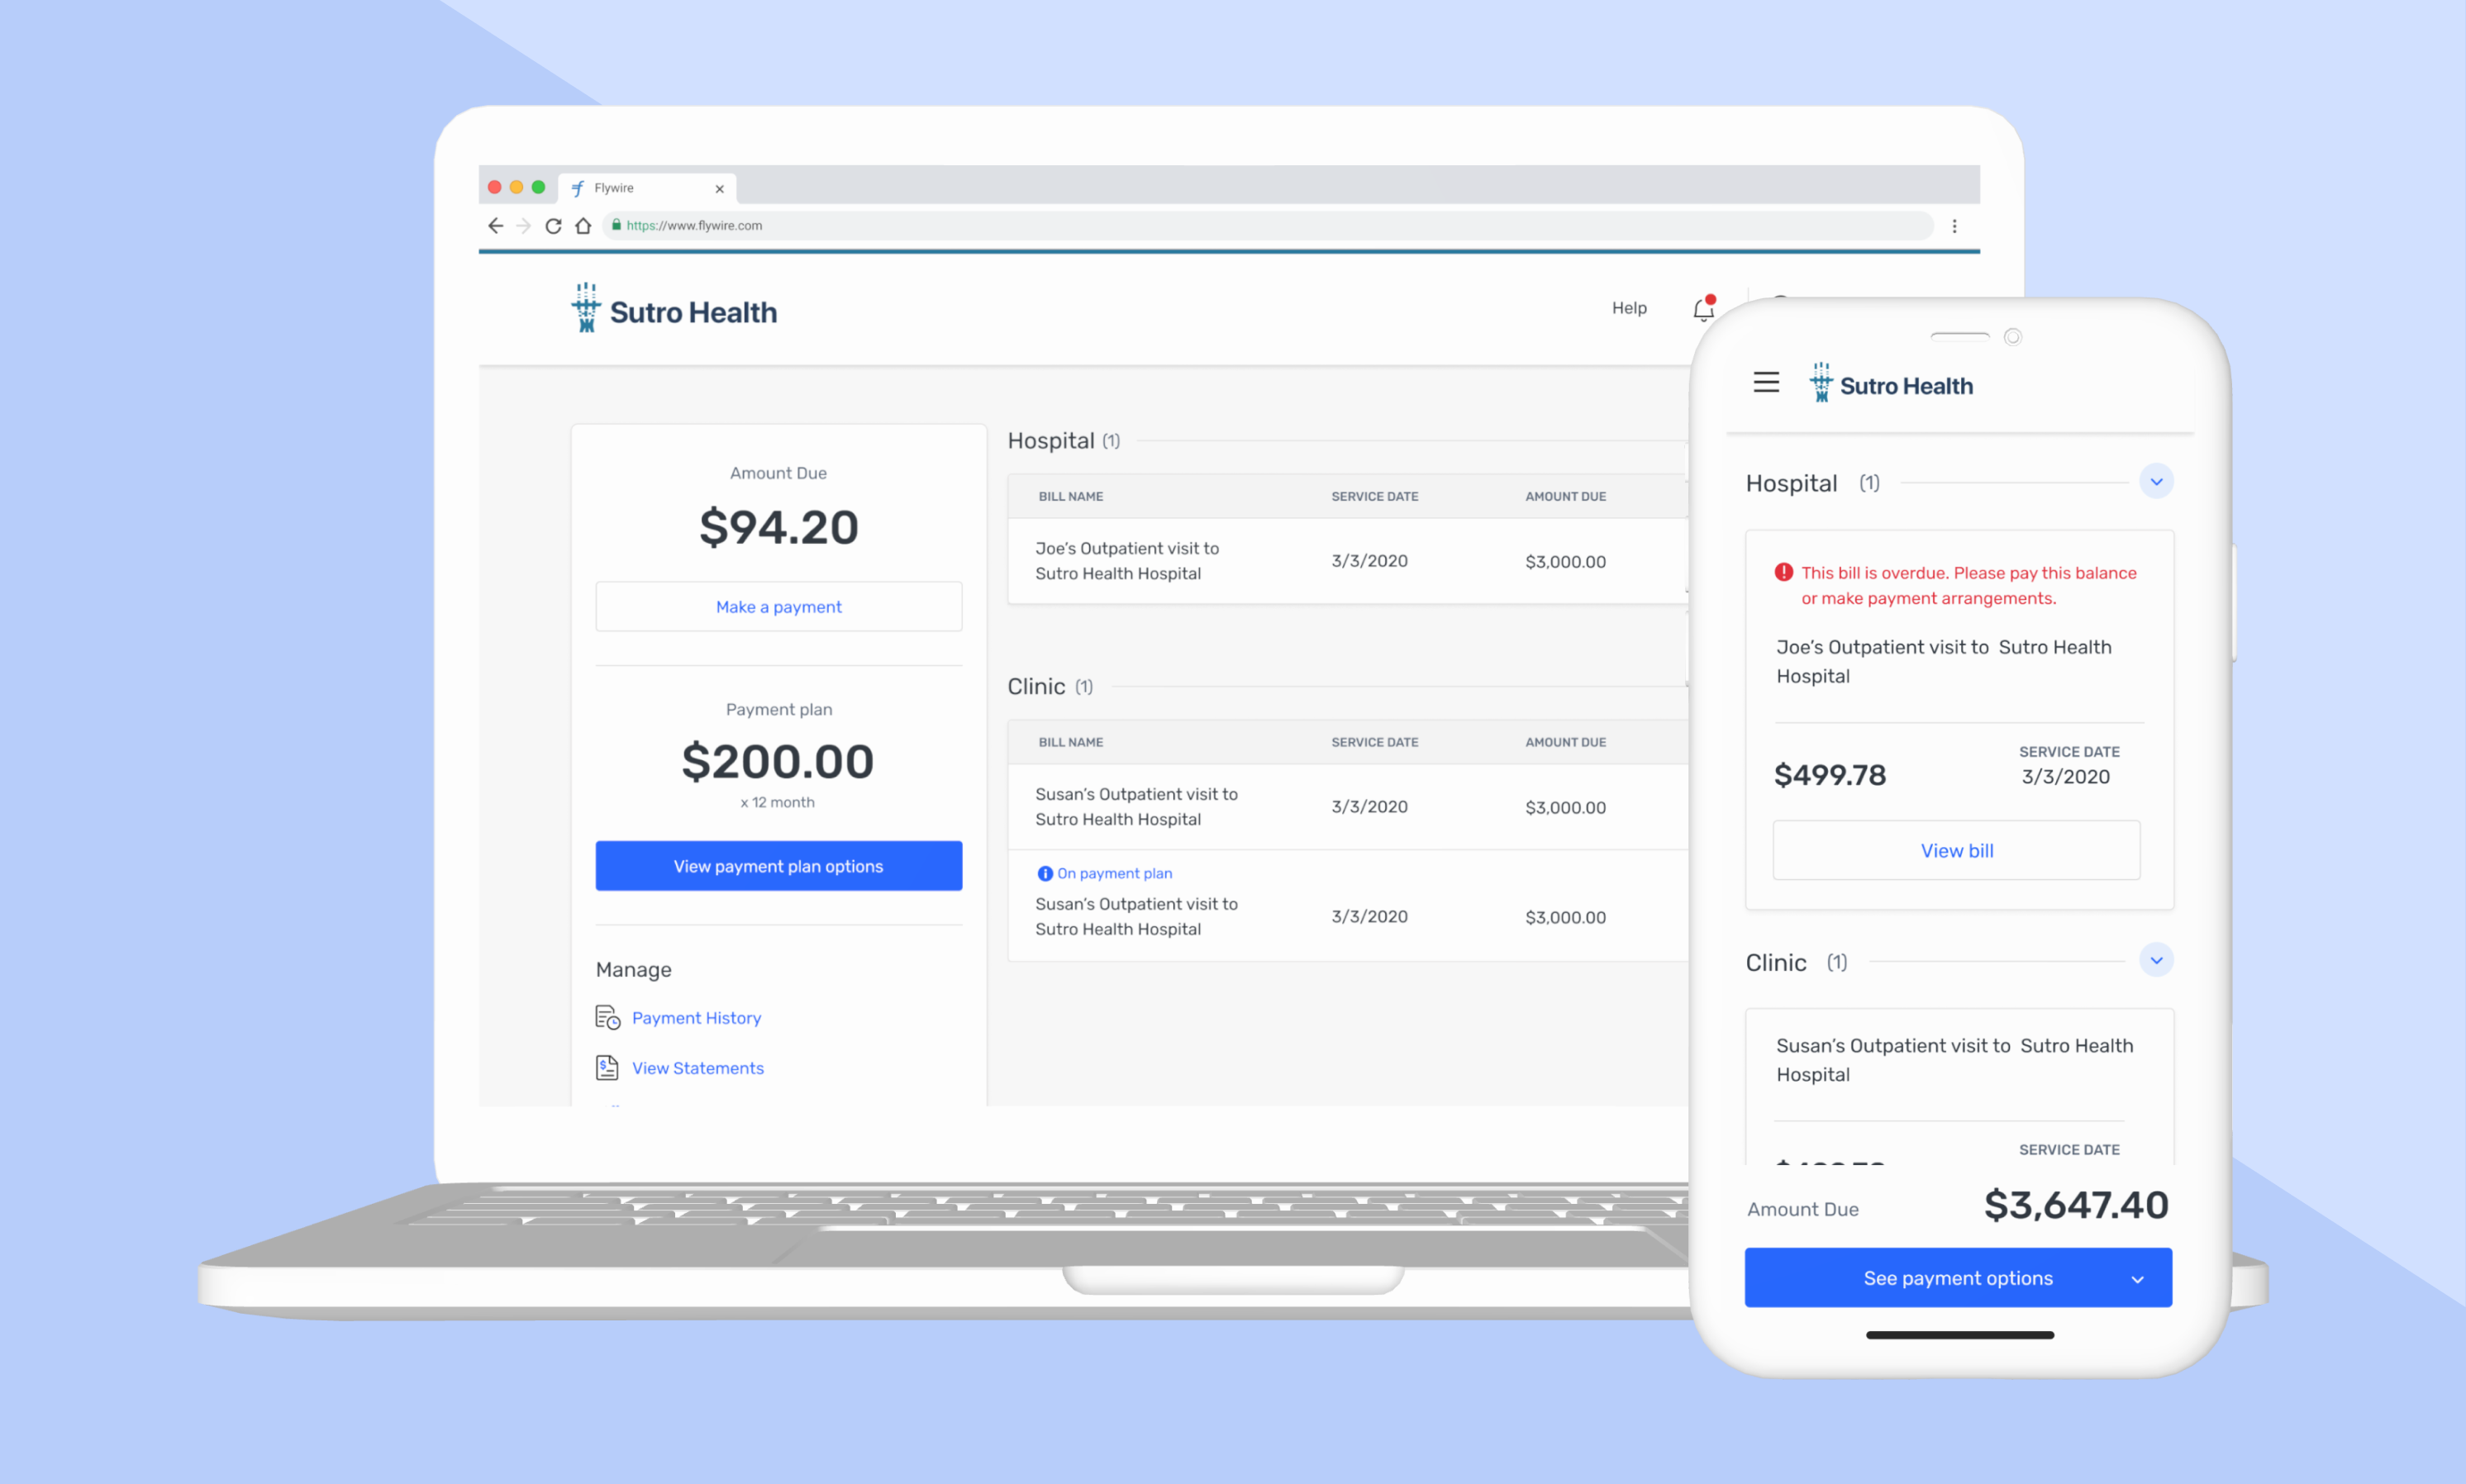 Flywire
https://www.flywire.com
Sutro Health
Help
Amount Due
$94.20
Make a payment
Payment plan
$200.00
x 12 month
View payment plan options
Manage
Payment History
View Statements
Hospital (1)
BILL NAME SERVICE DATE AMOUNT DUE
Joe's Outpatient visit to
Sutro Health Hospital
3/3/2020
$3,000.00
Clinic (1)
BILL NAME SERVICE DATE AMOUNT DUE
Susan's Outpatient visit to
Sutro Health Hospital
3/3/2020
$3,000.00
On payment plan
Susan's Outpatient visit to
Sutro Health Hospital
3/3/2020
$3,000.00
Sutro Health
Hospital (1)
This bill is overdue. Please pay this balance
or make payment arrangements.
Joe's Outpatient visit to Sutro Health
Hospital
SERVICE DATE
$499.78
3/3/2020
View bill
Clinic (1)
Susan's Outpatient visit to Sutro Health
Hospital
SERVICE DATE
Amount Due $3,647.40
See payment options